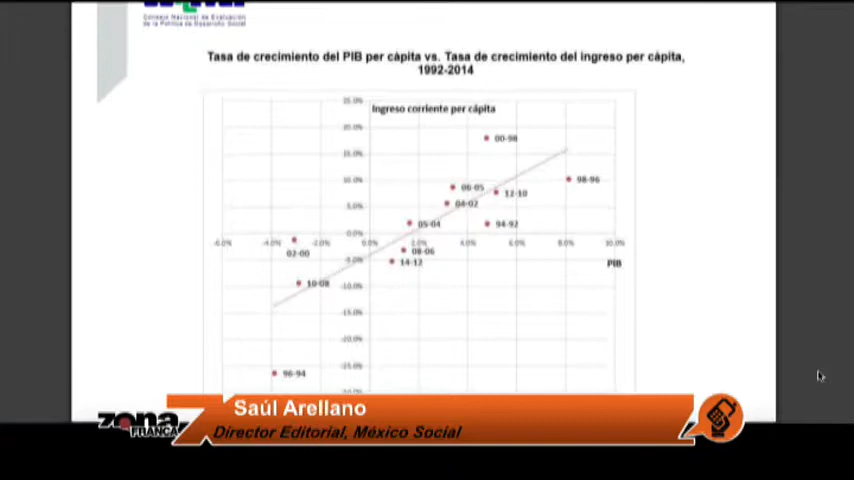 Consejo Nacional de Evaluación
de la Política de Desarrollo Social
Tasa de crecimiento del PIB per cápita vs. Tasa de crecimiento del ingreso per cápita,
1992-2014
25.0%
Ingreso corriente per cápita
20.0%
00-98
15.0%
10.0%
98-96
06-05
12-10
5.0%
04-02
05-04
94-92
0.0%
-6.0% -4.0% -2.0% 0.0% 2.0% 4.0% 6.0% 8.0% 10.0%
02-00
08-06
-5.0%
14-12
PIB
10-08
-10.0%
-15.0%
-20.0%
-25.0%
96-94
Saúl Arellano
zona
FRANCA
Director Editorial, México Social